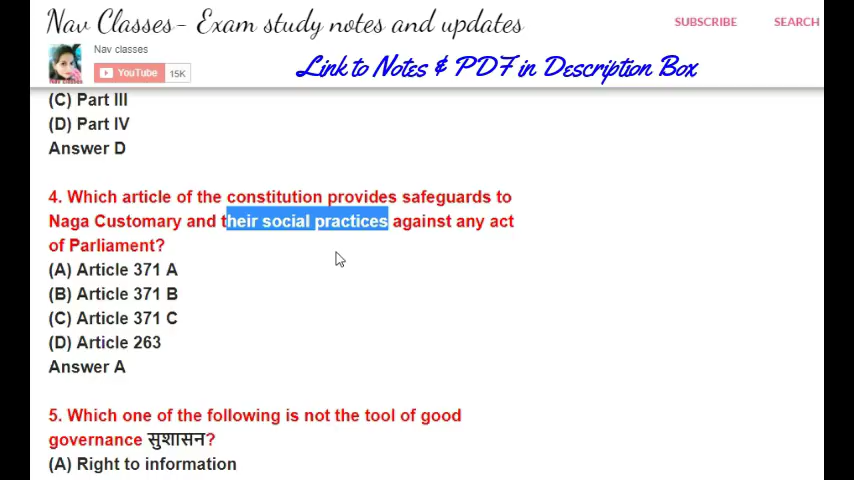 Nav Classes- Exam study notes and updates
SUBSCRIBE
SEARCH
Nav classes
YouTube 15K
Link to Notes & PDF in Description Box
(C) Part III
(D) Part IV
Answer D
4. Which article of the constitution provides safeguards to
Naga Customary and their social practices against any act
of Parliament?
(A) Article 371 A
(B) Article 371 B
(C) Article 371 C
(D) Article 263
Answer A
5. Which one of the following is not the tool of good
governance सुशासन?
(A) Right to information